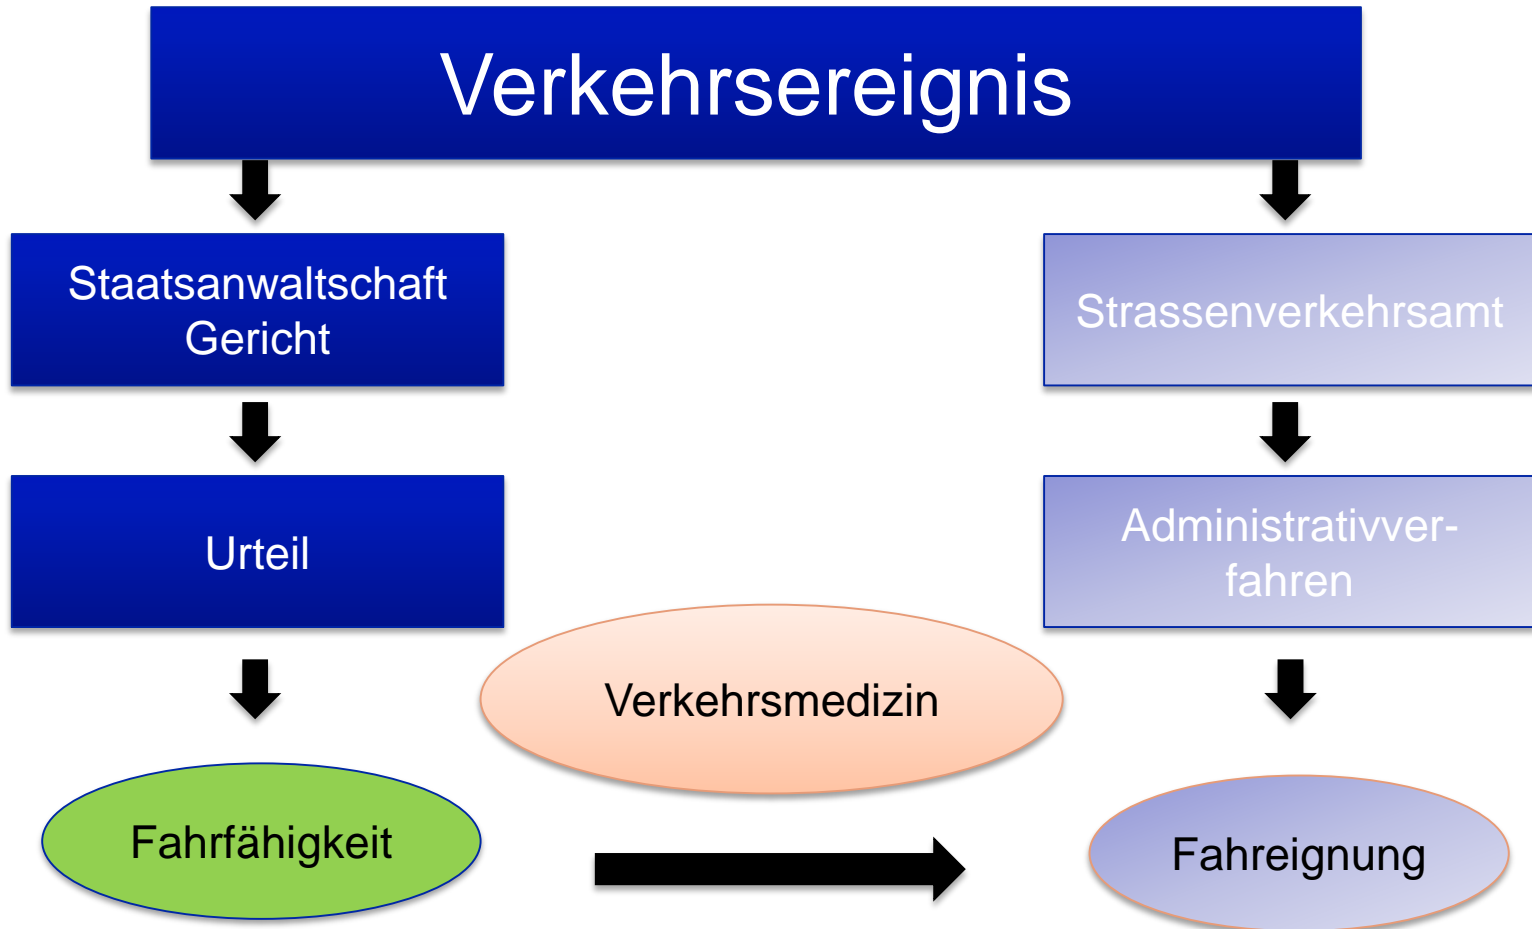 Verkehrsereignis
Staatsanwaltschaft
Gericht
Strassenverkehrsamt
Urteil
Administrativver-
fahren
Verkehrsmedizin
Fahrfähigkeit
Fahreignung